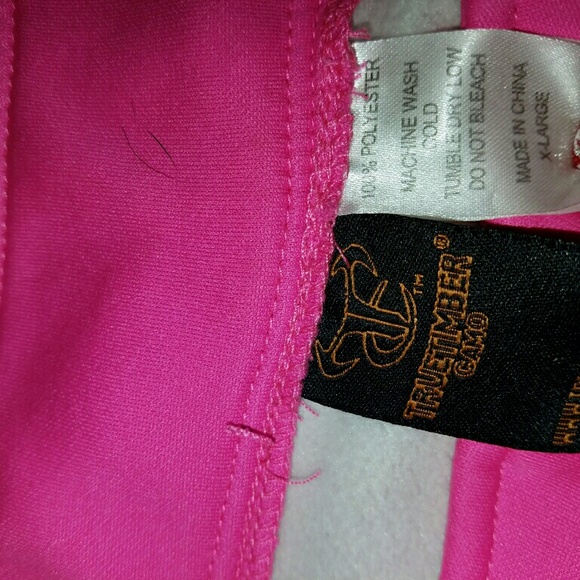 100% POLYESTER
MACHINE WASH
COLD
TUMBLE DRY LOW
DO NOT BLEACH
MADE IN CHINA
X-LARGE
TRUETIMBER®
CAMO
™